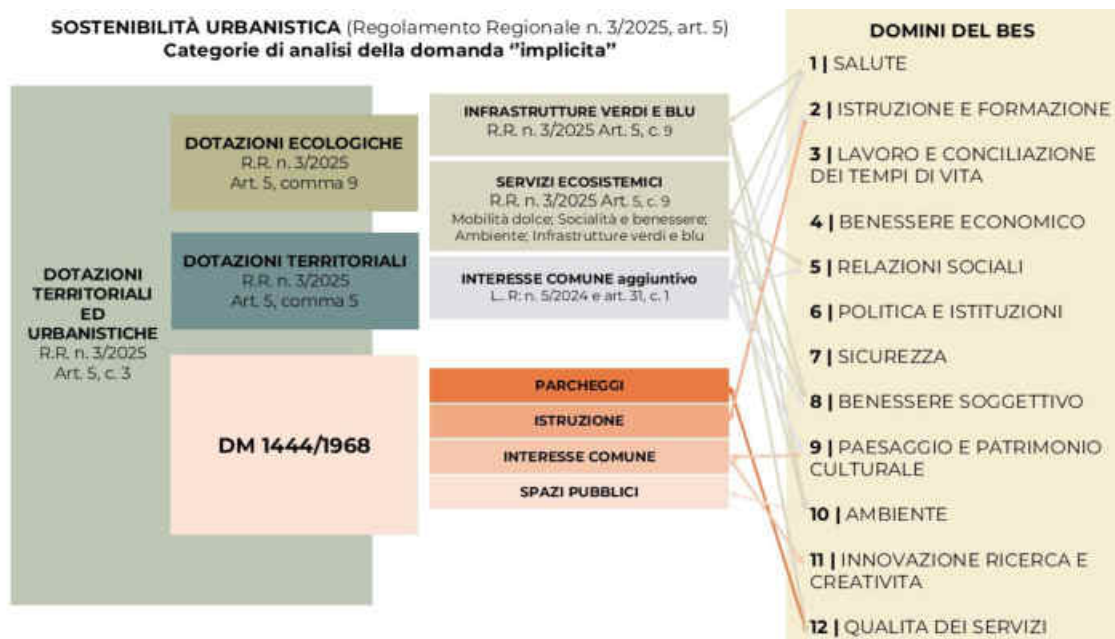 SOSTENIBILITÀ URBANISTICA (Regolamento Regionale n. 3/2025, art. 5)
Categorie di analisi della domanda "implicita"
DOTAZIONI
TERRITORIALI
ED
URBANISTICHE
R.R. n. 3/2025
Art. 5, c. 3
DOTAZIONI ECOLOGICHE
R.R. n. 3/2025
Art. 5, comma 9
DOTAZIONI TERRITORIALI
R.R. n. 3/2025
Art. 5, comma 5
DM 1444/1968
INFRASTRUTTURE VERDI E BLU
R.R. n. 3/2025 Art. 5, c. 9
SERVIZI ECOSISTEMICI
R.R. n. 3/2025 Art. 5, c. 9
Mobilità dolce; Socialità e benessere;
Ambiente; Infrastrutture verdi e blu
INTERESSE COMUNE aggiuntivo
L. R: n. 5/2024 e art. 31, c. 1
PARCHEGGI
ISTRUZIONE
INTERESSE COMUNE
SPAZI PUBBLICI
DOMINI DEL BES
1 | SALUTE
2 | ISTRUZIONE E FORMAZIONE
3 | LAVORO E CONCILIAZIONE
DEI TEMPI DI VITA
4 | BENESSERE ECONOMICO
5 | RELAZIONI SOCIALI
6 | POLITICA E ISTITUZIONI
7 | SICUREZZA
8 | BENESSERE SOGGETTIVO
9 | PAESAGGIO E PATRIMONIO
CULTURALE
10 | AMBIENTE
11 | INNOVAZIONE RICERCA E
CREATIVITA
12 | QUALITA DEI SERVIZI